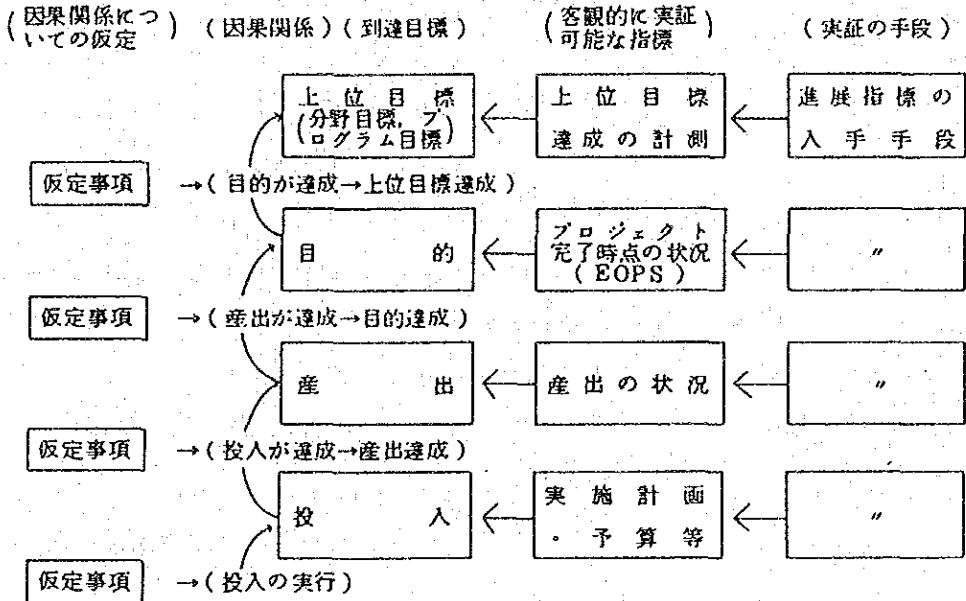 (因果関係についての仮定) (因果関係) (到達目標) (客観的に実証可能な指標) (実証の手段)
上位目標 上位目標 進展指標の
(分野目標，プログラム目標) 達成の計測 入手手段
仮定事項 →(目的が達成→上位目標達成)
目的 プロジェクト完了時点の状況(EOPS) 〃
仮定事項 →(産出が達成→目的達成)
産出 産出の状況 〃
仮定事項 →(投入が達成→産出達成)
投入 実施計画・予算等 〃
仮定事項 →(投入の実行)